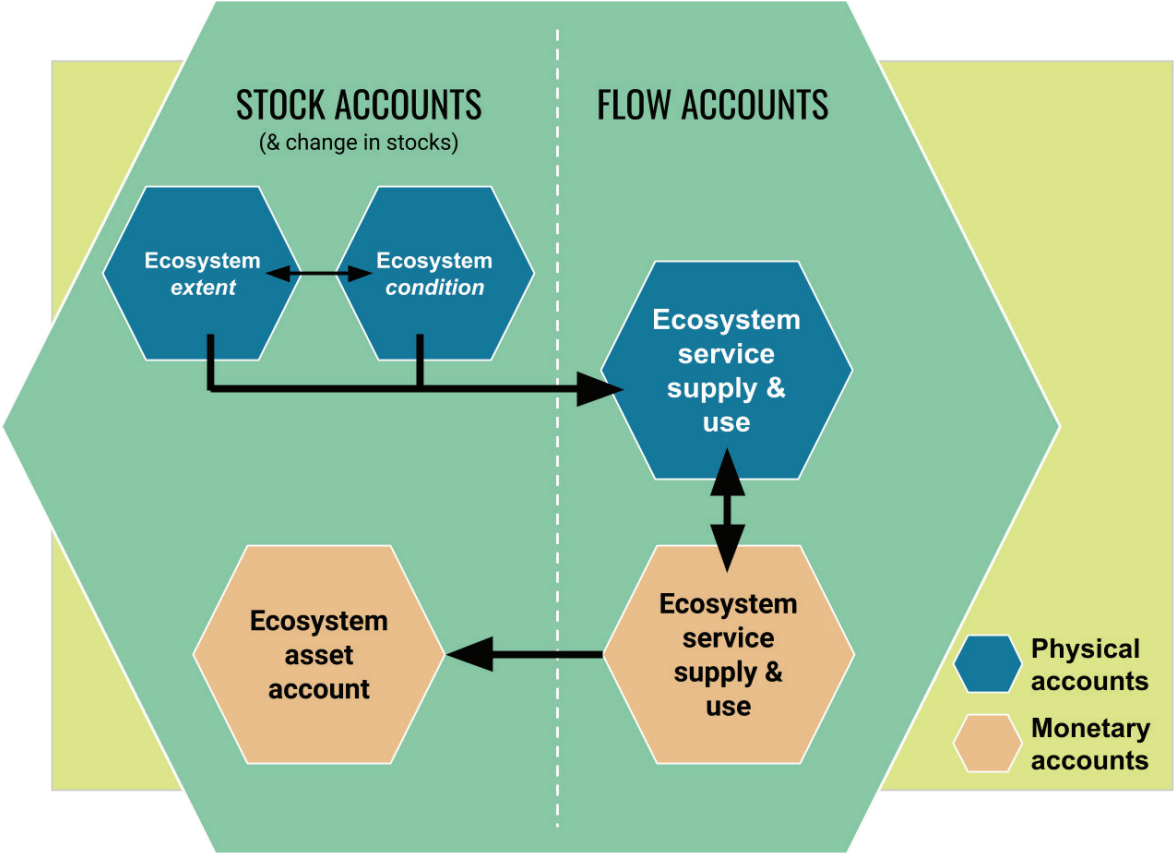 STOCK ACCOUNTS
(& change in stocks)
FLOW ACCOUNTS
Ecosystem
extent
Ecosystem
condition
Ecosystem
service
supply &
use
Ecosystem
asset
account
Ecosystem
service
supply &
use
Physical
accounts
Monetary
accounts